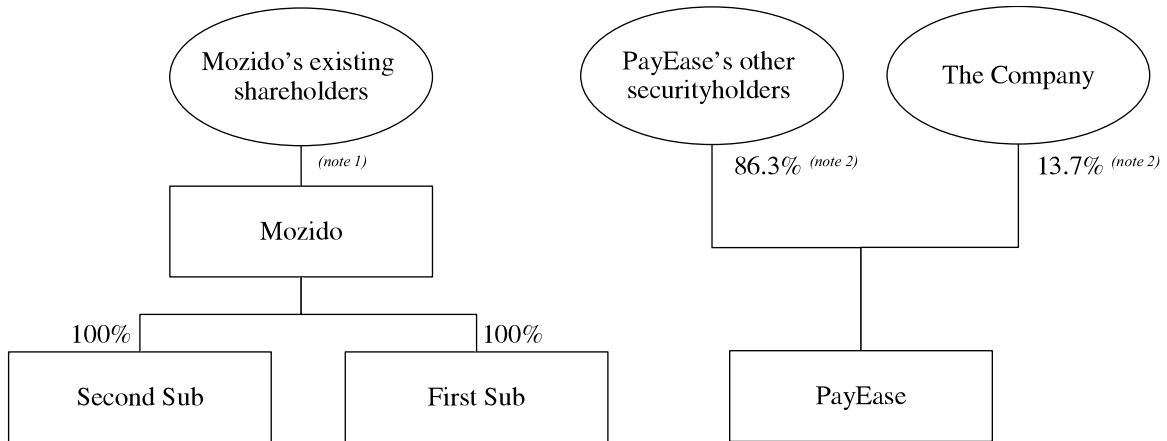 Mozido’s existing
shareholders
PayEase’s other
securityholders
The Company
(note 1)
86.3% (note 2)
13.7% (note 2)
Mozido
100%
100%
Second Sub
First Sub
PayEase